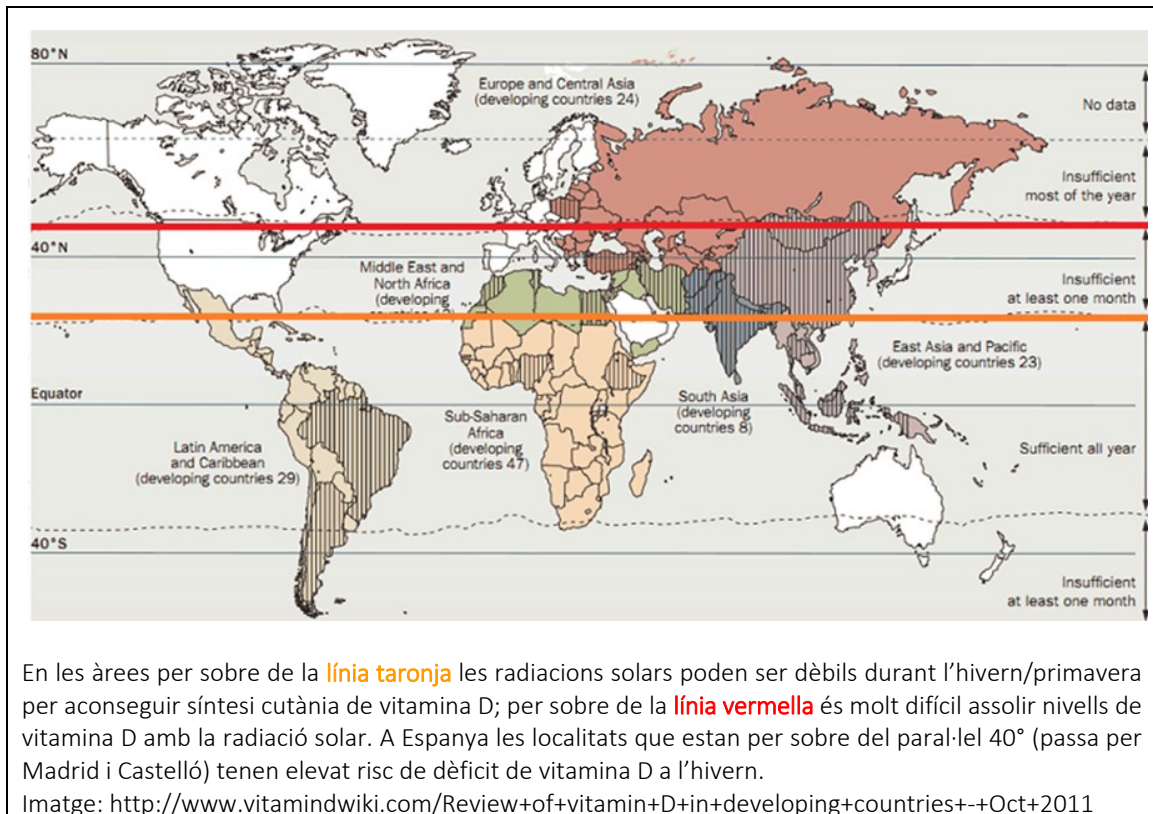 80°N
Europe and Central Asia
(developing countries 24)
No data
Insufficient
most of the year
40°N
Middle East and
North Africa
(developing
Insufficient
at least one month
East Asia and Pacific
(developing countries 23)
Equator
South Asia
(developing
countries 8)
Sub-Saharan
Africa
(developing
countries 47)
Latin America
and Caribbean
(developing countries 29)
Sufficient all year
40°S
Insufficient
at least one month
En les àrees per sobre de la línia taronja les radiacions solars poden ser dèbils durant l’hivern/primavera
per aconseguir síntesi cutània de vitamina D; per sobre de la línia vermella és molt difícil assolir nivells de
vitamina D amb la radiació solar. A Espanya les localitats que estan per sobre del paral·lel 40° (passa per
Madrid i Castelló) tenen elevat risc de dèficit de vitamina D a l’hivern.
Imatge: http://www.vitamindwiki.com/Review+of+vitamin+D+in+developing+countries+-+Oct+2011